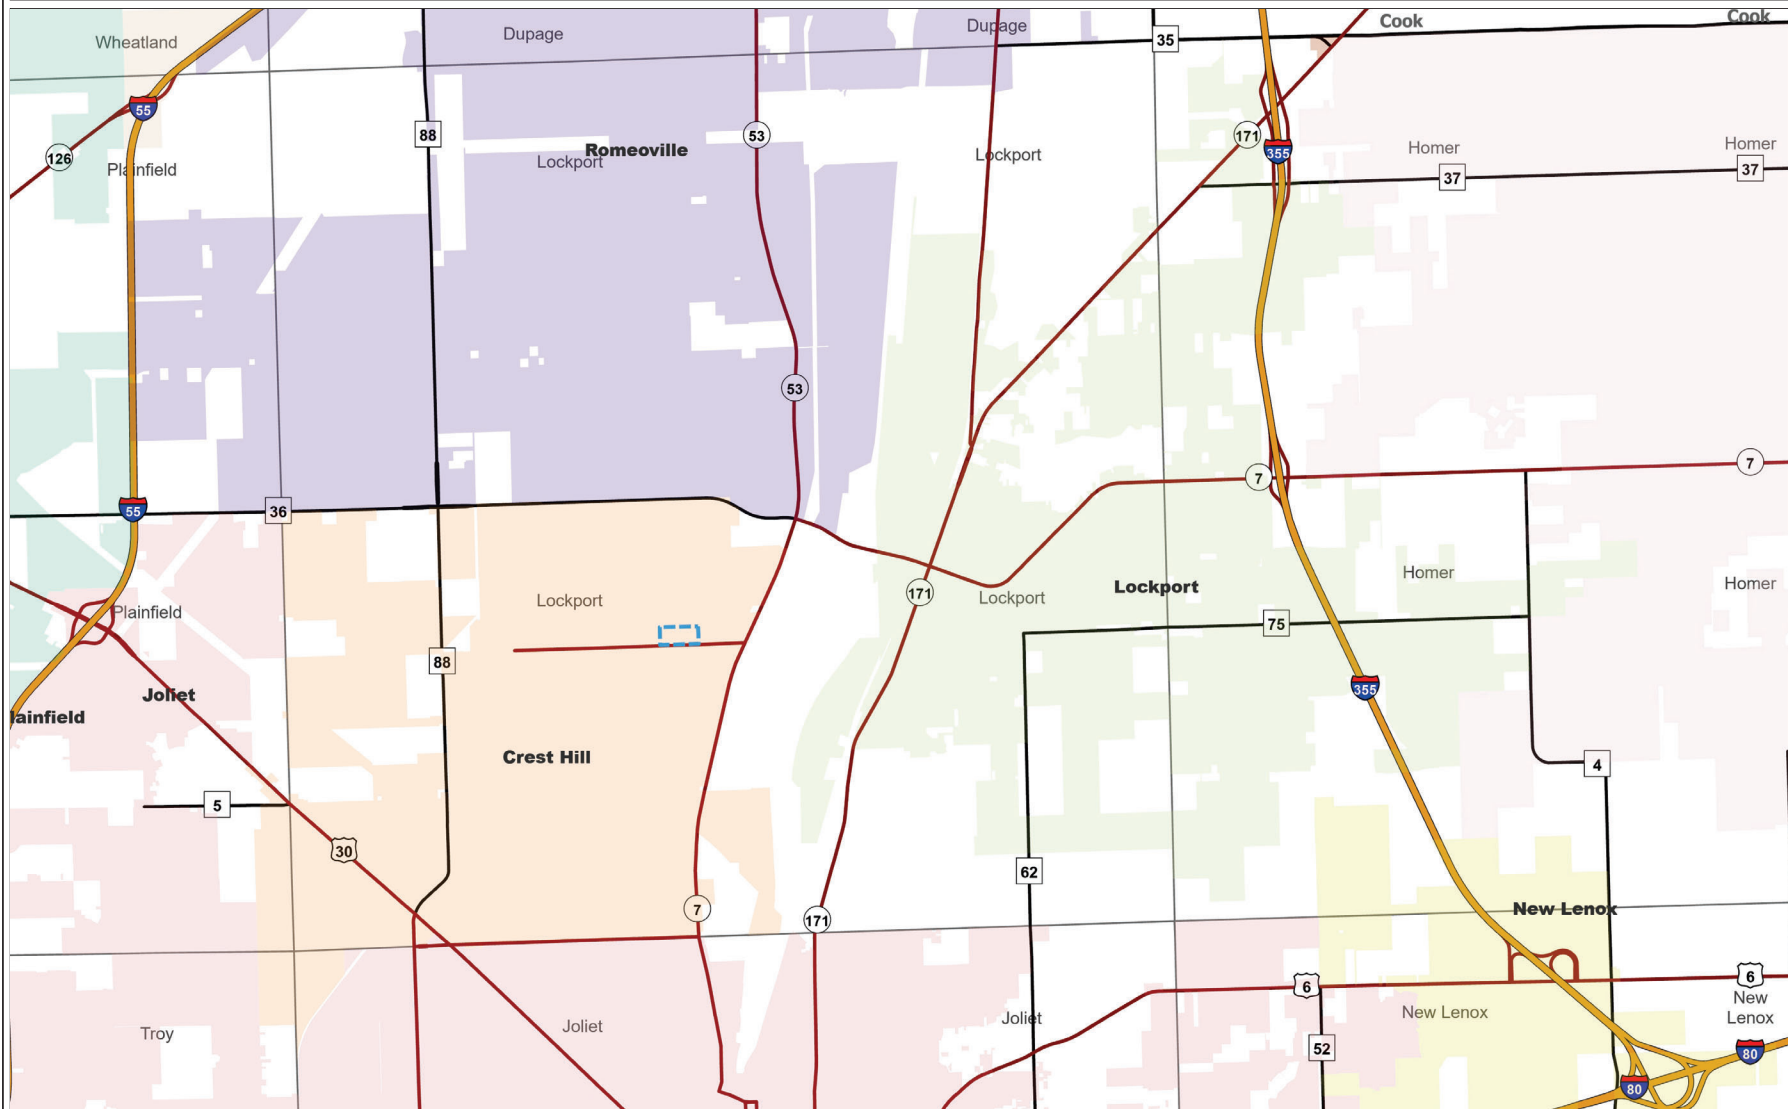 Cook
Cook
Wheatland
Dupage
Dupage
35
55
88
53
171
126
Romeoville
Lockport
Lockport
355
Homer
Homer
37
37
Plainfield
53
7
7
55
36
Lockport
171
Lockport
Lockport
Homer
Homer
Plainfield
75
88
355
Joliet
lainfield
Crest Hill
4
5
30
62
7
171
New Lenox
6
6
Troy
Joliet
Joliet
New Lenox
New
Lenox
52
80
80